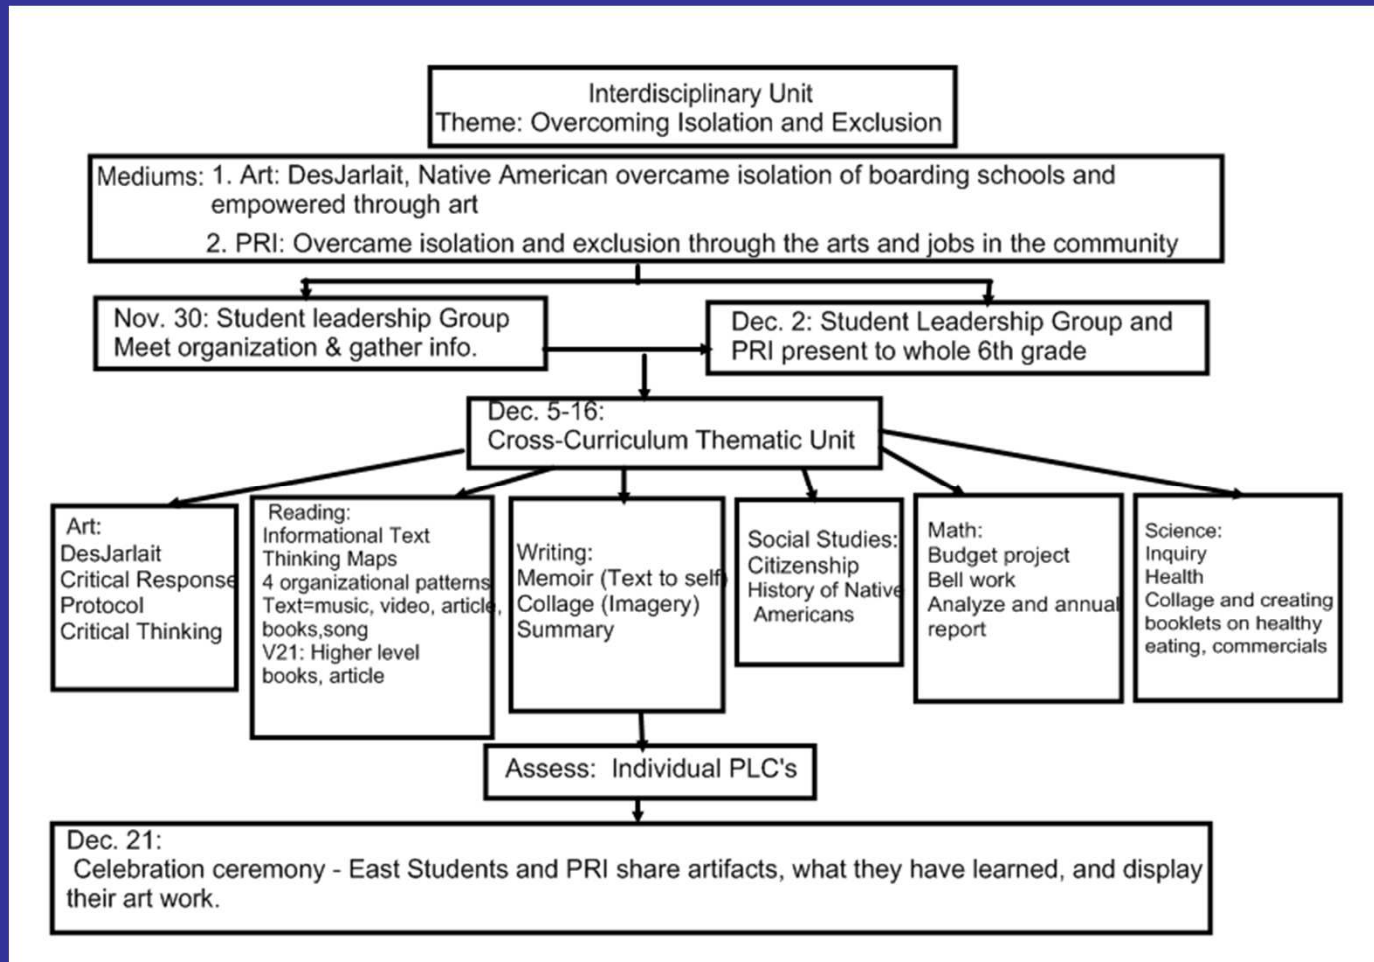 Interdisciplinary Unit
Theme: Overcoming Isolation and Exclusion
Mediums: 1. Art: DesJarlait, Native American overcame isolation of boarding schools and
empowered through art
2. PRI: Overcame isolation and exclusion through the arts and jobs in the community
Nov. 30: Student leadership Group
Meet organization & gather info.
Dec. 2: Student Leadership Group and
PRI present to whole 6th grade
Dec. 5-16:
Cross-Curriculum Thematic Unit
Art:
DesJarlait
Critical Response
Protocol
Critical Thinking
Reading:
Informational Text
Thinking Maps
4 organizational patterns
Text=music, video, article,
books,song
V21: Higher level
books, article
Writing:
Memoir (Text to self)
Collage (Imagery)
Summary
Social Studies:
Citizenship
History of Native
Americans
Math:
Budget project
Bell work
Analyze and annual
report
Science:
Inquiry
Health
Collage and creating
booklets on healthy
eating, commercials
Assess: Individual PLC's
Dec. 21:
Celebration ceremony - East Students and PRI share artifacts, what they have learned, and display
their art work.